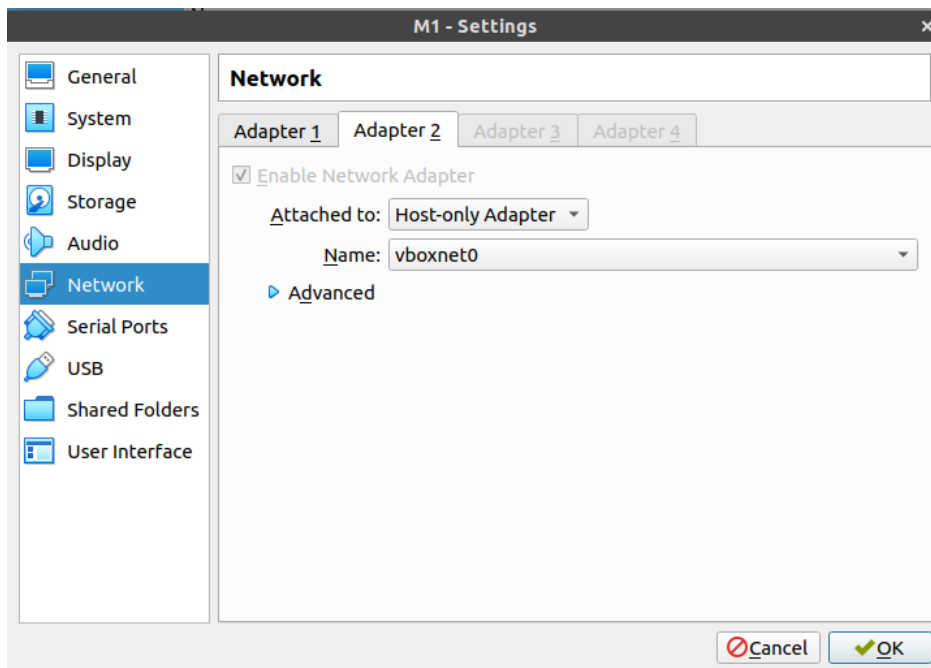 M1 - Settings
General
System
Display
Storage
Audio
Network
Serial Ports
USB
Shared Folders
User Interface
Network
Adapter 1 Adapter 2 Adapter 3 Adapter 4
Enable Network Adapter
Attached to: Host-only Adapter
Name: vboxnet0
Advanced
Cancel OK